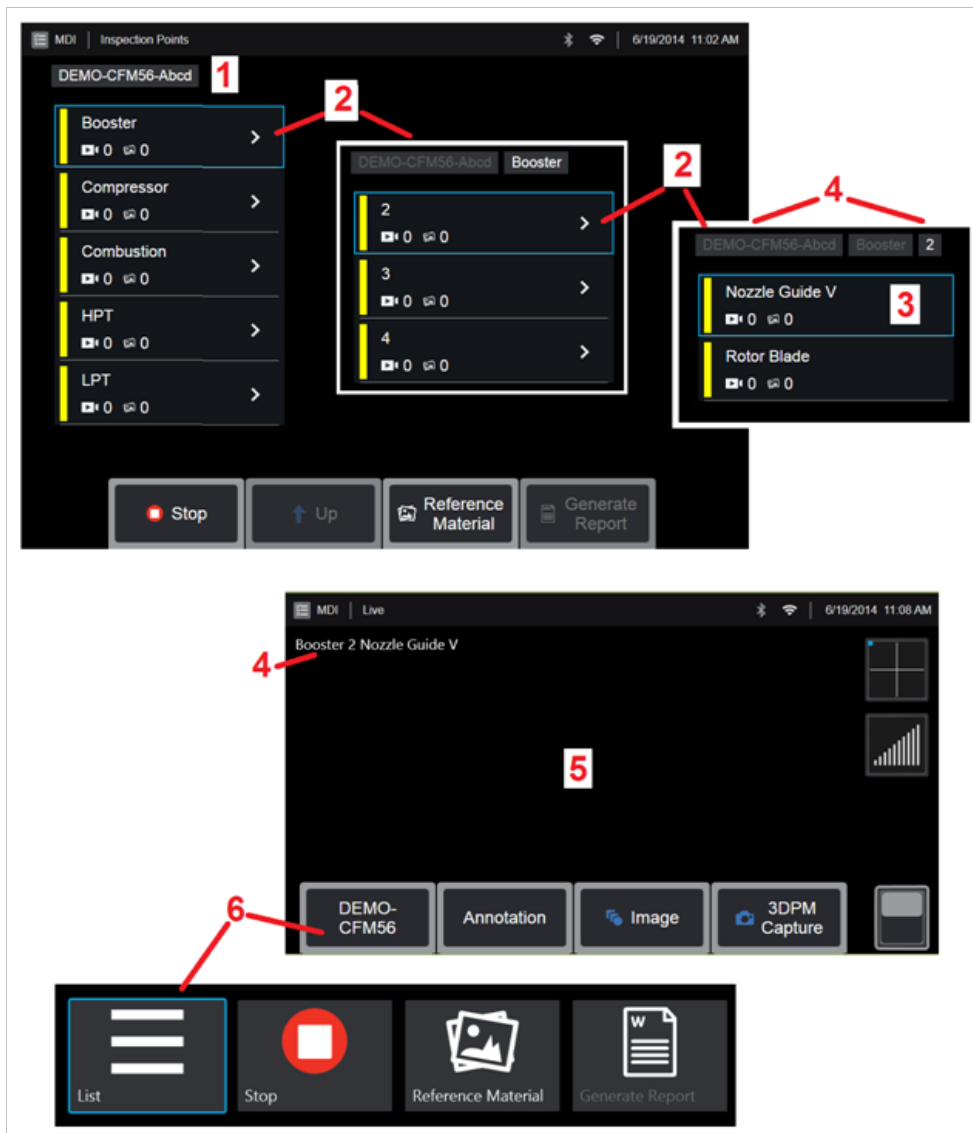 MDI | Inspection Points 6/19/2014 11:02 AM
DEMO-CFM56-Abcd 1
Booster
0 0
Compressor
0 0
Combustion
0 0
HPT
0 0
LPT
0 0
2
DEMO-CFM56-Abcd Booster
2
0 0
3
0 0
4
0 0
2
4
DEMO-CFM56-Abcd Booster 2
Nozzle Guide V
0 0
3
Rotor Blade
0 0
Stop
Up
Reference
Material
Generate
Report
MDI | Live 6/19/2014 11:08 AM
Booster 2 Nozzle Guide V
4
5
6
DEMO-
CFM56
Annotation
Image
3DPM
Capture
List
Stop
Reference Material
W
Generate Report